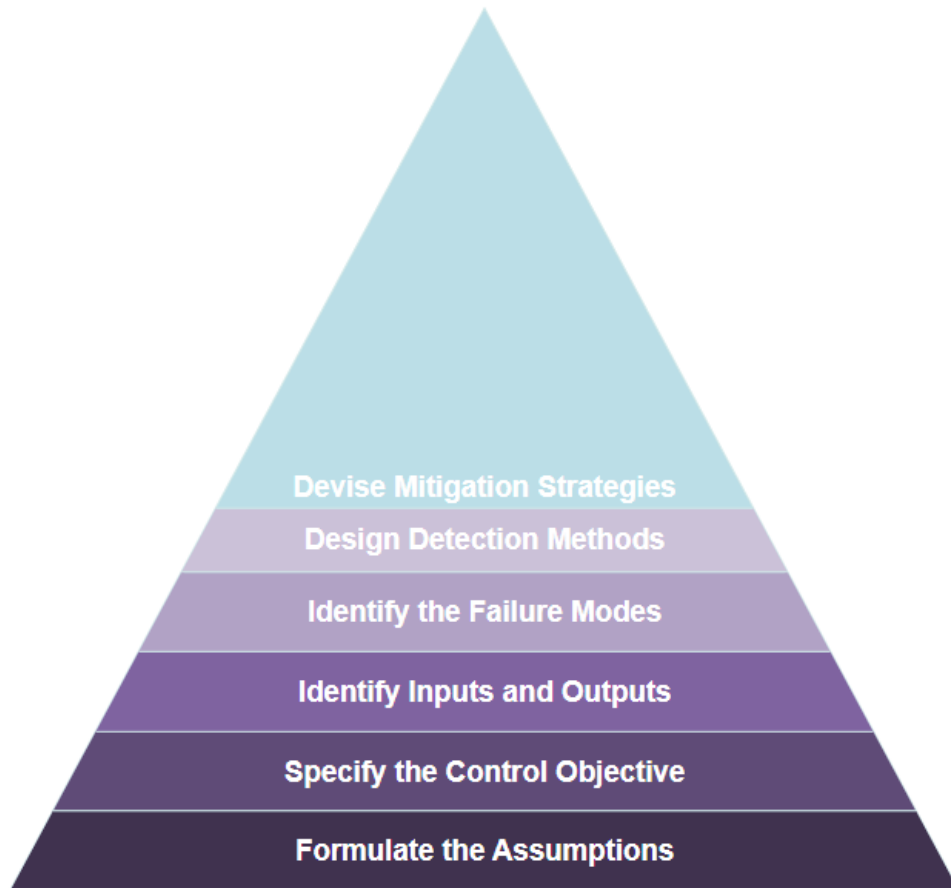 Devise Mitigation Strategies
Design Detection Methods
Identify the Failure Modes
Identify Inputs and Outputs
Specify the Control Objective
Formulate the Assumptions